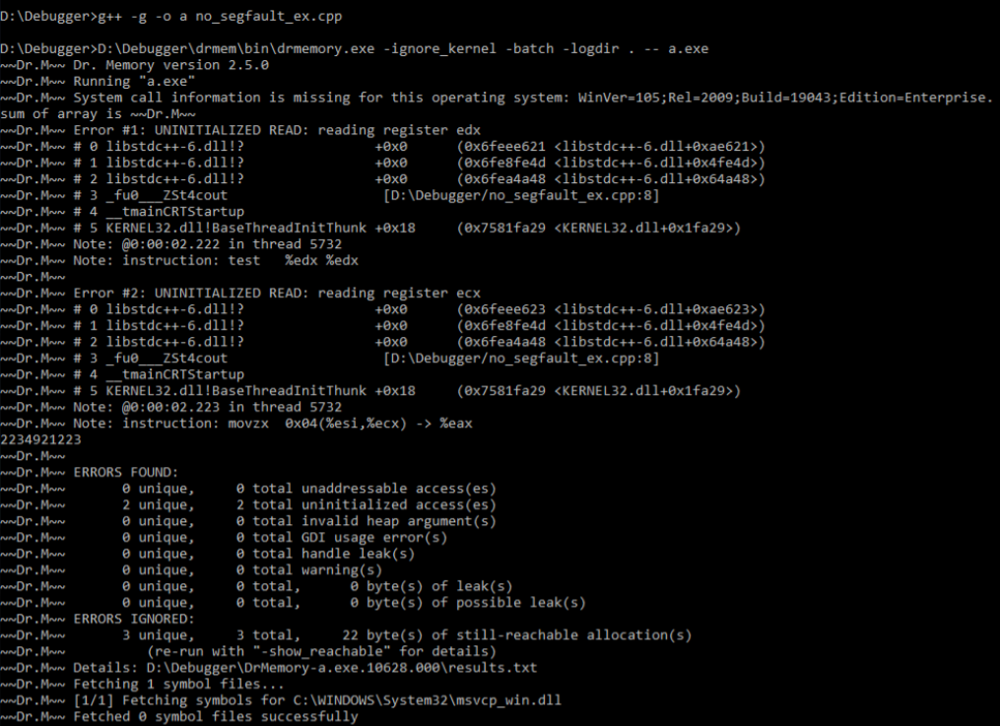 D:\Debugger>g++ -g -o a no_segfault_ex.cpp
D:\Debugger>D:\Debugger\drmem\bin\drmemory.exe -ignore_kernel -batch -logdir . -- a.exe
~~Dr.M~~ Dr. Memory version 2.5.0
~~Dr.M~~ Running "a.exe"
~~Dr.M~~ System call information is missing for this operating system: WinVer=105;Rel=2009;Build=19043;Edition=Enterprise.
sum of array is ~~Dr.M~~
~~Dr.M~~ Error #1: UNINITIALIZED READ: reading register edx
~~Dr.M~~ # 0 libstdc++-6.dll!? +0x0 (0x6feee621 <libstdc++-6.dll+0xae621>)
~~Dr.M~~ # 1 libstdc++-6.dll!? +0x0 (0x6fe8fe4d <libstdc++-6.dll+0x4fe4d>)
~~Dr.M~~ # 2 libstdc++-6.dll!? +0x0 (0x6fea4a48 <libstdc++-6.dll+0x64a48>)
~~Dr.M~~ # 3 _fu0___ZSt4cout [D:\Debugger/no_segfault_ex.cpp:8]
~~Dr.M~~ # 4 __tmainCRTStartup
~~Dr.M~~ # 5 KERNEL32.dll!BaseThreadInitThunk +0x18 (0x7581fa29 <KERNEL32.dll+0x1fa29>)
~~Dr.M~~ Note: @0:00:02.222 in thread 5732
~~Dr.M~~ Note: instruction: test %edx %edx
~~Dr.M~~
~~Dr.M~~ Error #2: UNINITIALIZED READ: reading register ecx
~~Dr.M~~ # 0 libstdc++-6.dll!? +0x0 (0x6feee623 <libstdc++-6.dll+0xae623>)
~~Dr.M~~ # 1 libstdc++-6.dll!? +0x0 (0x6fe8fe4d <libstdc++-6.dll+0x4fe4d>)
~~Dr.M~~ # 2 libstdc++-6.dll!? +0x0 (0x6fea4a48 <libstdc++-6.dll+0x64a48>)
~~Dr.M~~ # 3 _fu0___ZSt4cout [D:\Debugger/no_segfault_ex.cpp:8]
~~Dr.M~~ # 4 __tmainCRTStartup
~~Dr.M~~ # 5 KERNEL32.dll!BaseThreadInitThunk +0x18 (0x7581fa29 <KERNEL32.dll+0x1fa29>)
~~Dr.M~~ Note: @0:00:02.223 in thread 5732
~~Dr.M~~ Note: instruction: movzx 0x04(%esi,%ecx) -> %eax
2234921223
~~Dr.M~~
~~Dr.M~~ ERRORS FOUND:
~~Dr.M~~ 0 unique, 0 total unaddressable access(es)
~~Dr.M~~ 2 unique, 2 total uninitialized access(es)
~~Dr.M~~ 0 unique, 0 total invalid heap argument(s)
~~Dr.M~~ 0 unique, 0 total GDI usage error(s)
~~Dr.M~~ 0 unique, 0 total handle leak(s)
~~Dr.M~~ 0 unique, 0 total warning(s)
~~Dr.M~~ 0 unique, 0 total, 0 byte(s) of leak(s)
~~Dr.M~~ 0 unique, 0 total, 0 byte(s) of possible leak(s)
~~Dr.M~~ ERRORS IGNORED:
~~Dr.M~~ 3 unique, 3 total, 22 byte(s) of still-reachable allocation(s)
~~Dr.M~~ (re-run with "-show_reachable" for details)
~~Dr.M~~ Details: D:\Debugger\DrMemory-a.exe.10628.000\results.txt
~~Dr.M~~ Fetching 1 symbol files...
~~Dr.M~~ [1/1] Fetching symbols for C:\WINDOWS\System32\msvcp_win.dll
~~Dr.M~~ Fetched 0 symbol files successfully